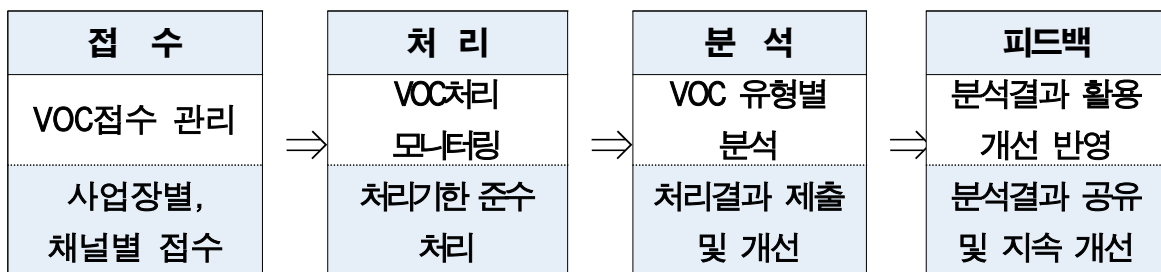 접 수
VOC접수 관리
사업장별,
채널별 접수
⇒
처 리
VOC처리
모니터링
처리기한 준수
처리
⇒
분 석
VOC 유형별
분석
처리결과 제출
및 개선
⇒
피드백
분석결과 활용
개선 반영
분석결과 공유
및 지속 개선